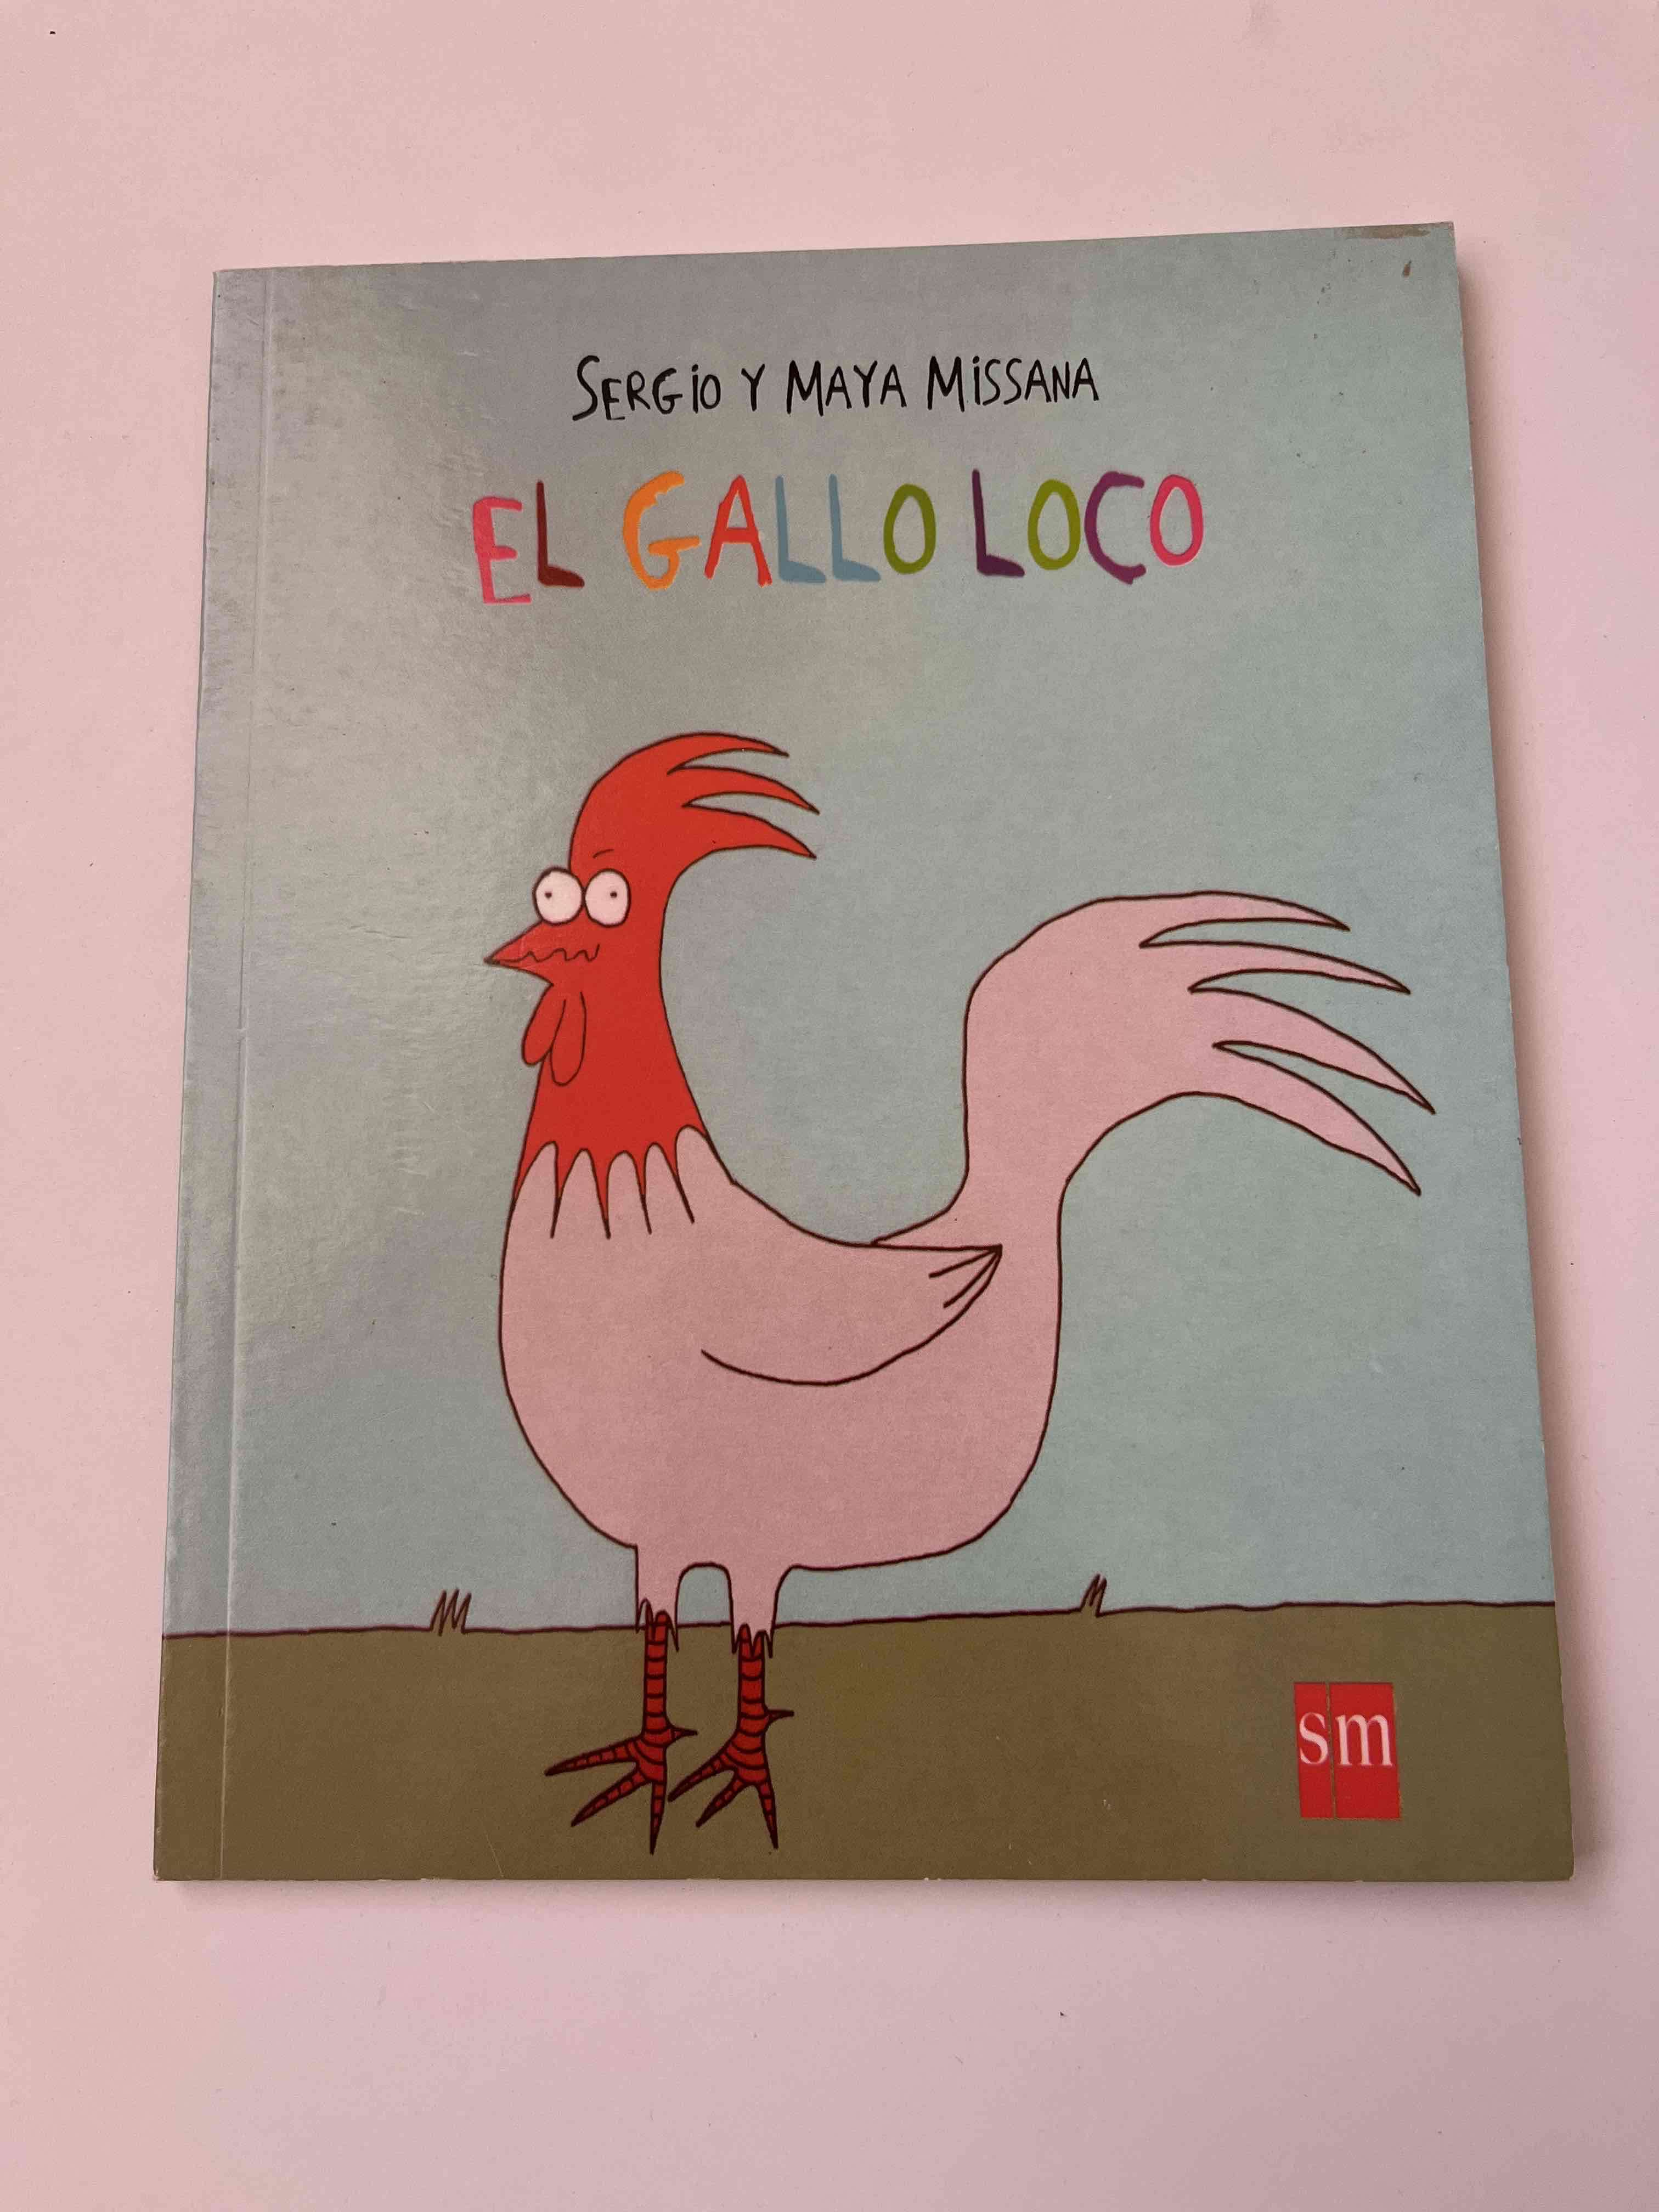 SERGiO Y MAYA MiSSANA
EL GALLO LOCO
sm